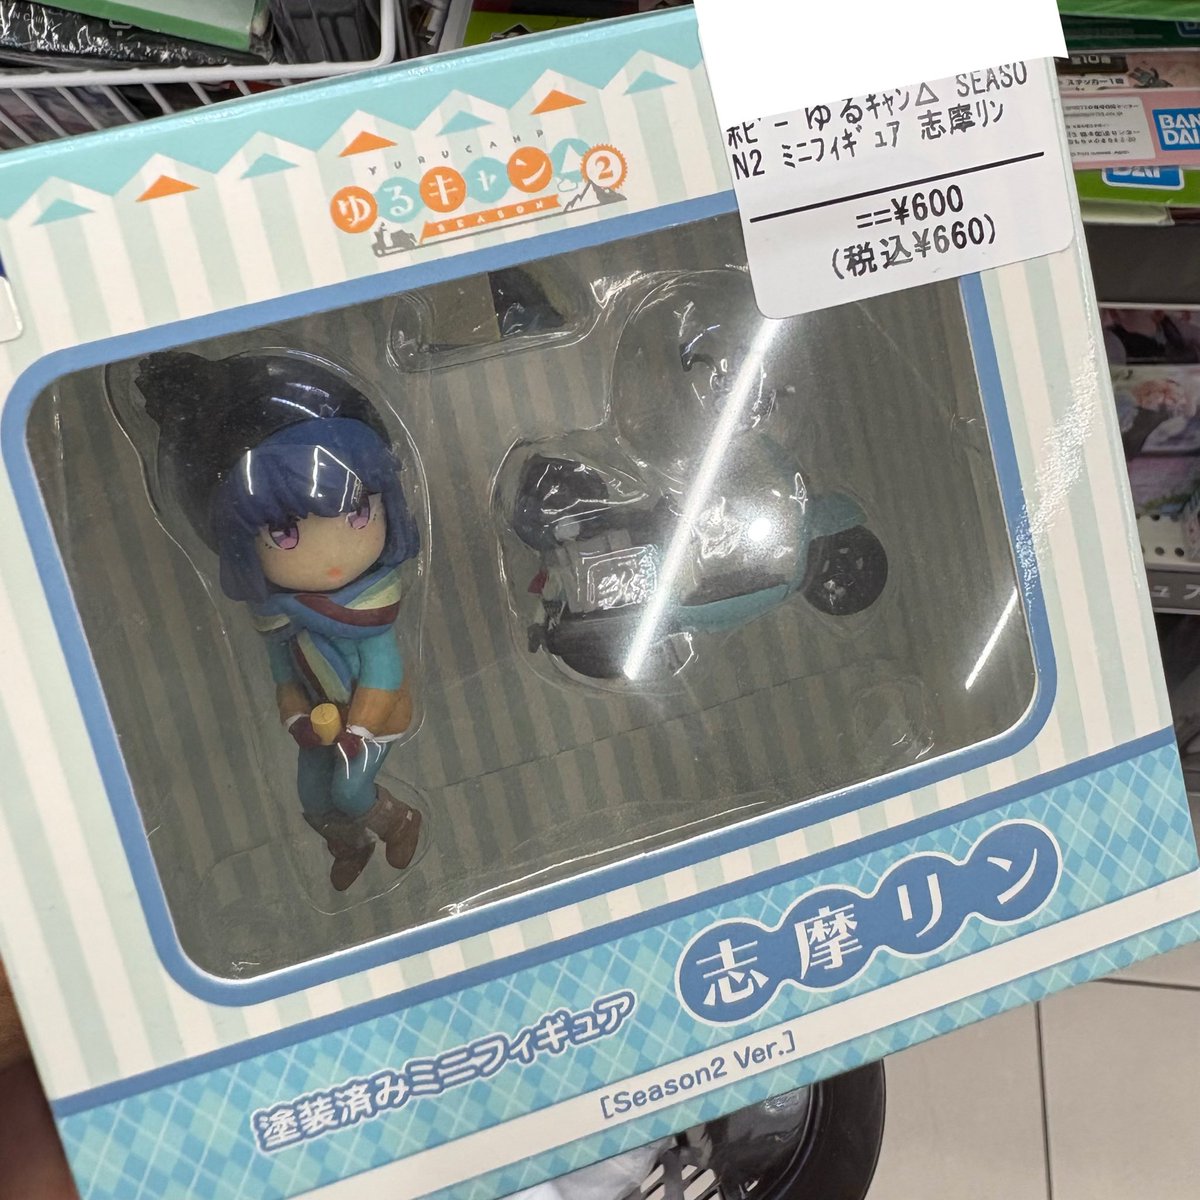 ホビー ゆるキャン△ SEASO
N2 ミニフィギュア 志摩リン
==¥600
(税込¥660)
YURUCAMP
ゆるキャン△2
SEASON
塗装済みミニフィギュア
志摩リン
[Season2 Ver.]
BAN
DAI